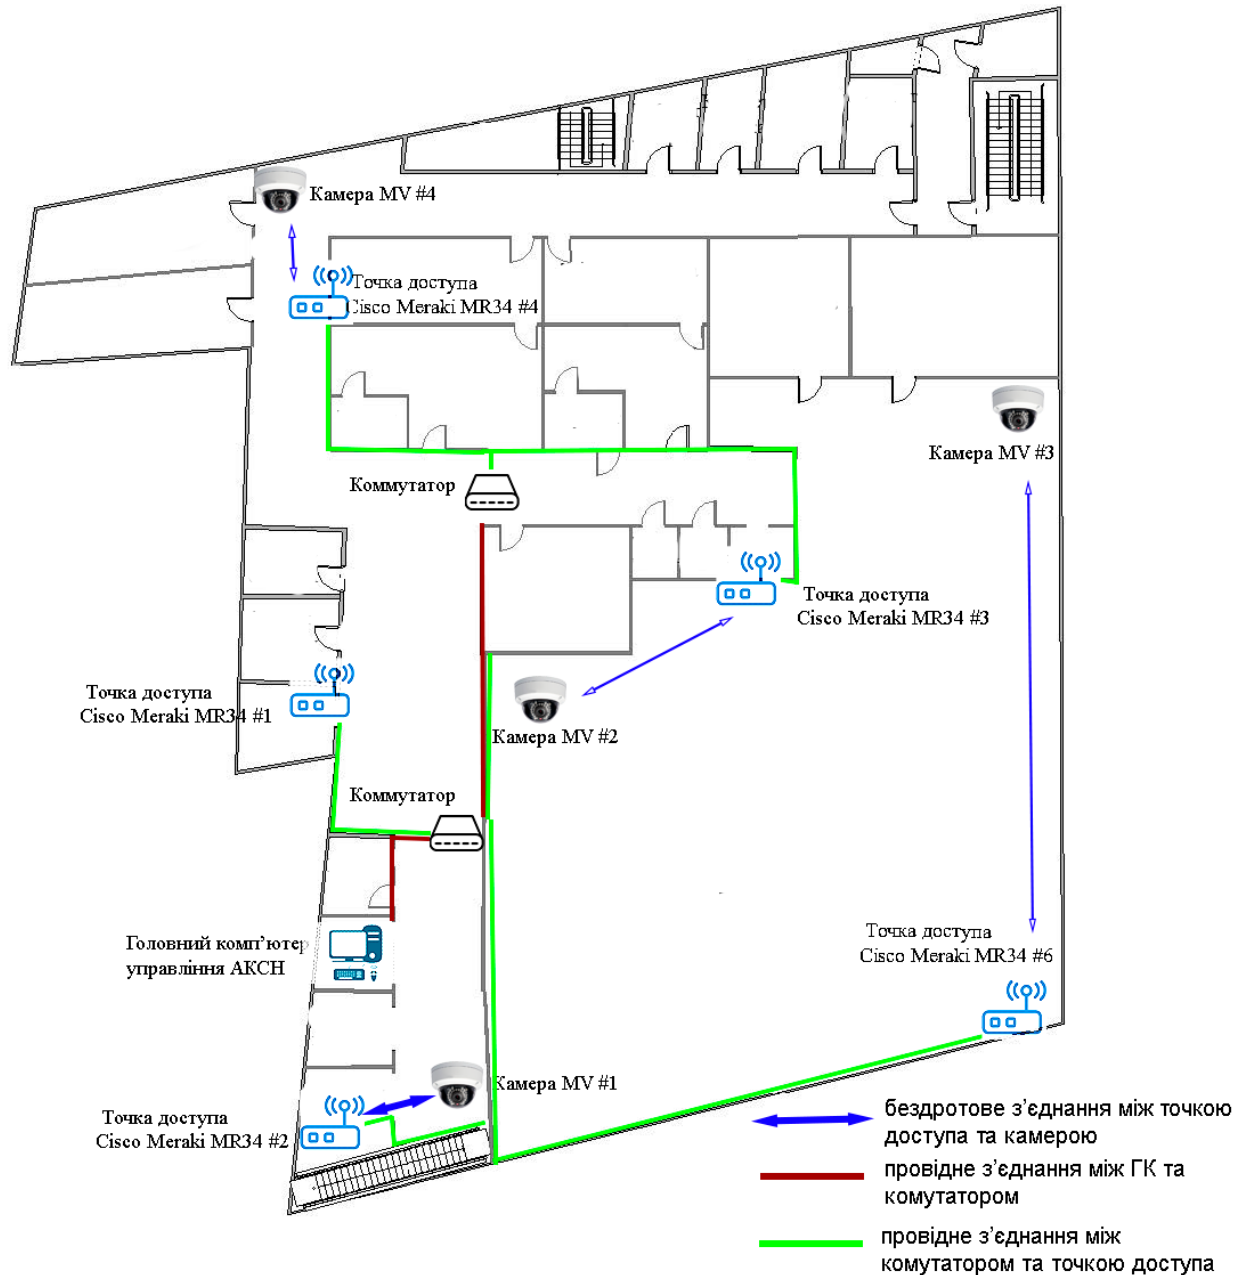 Камера MV #4
Точка доступа
Cisco Meraki MR34 #4
Камера MV #3
Коммутатор
Точка доступа
Cisco Meraki MR34 #3
Точка доступа
Cisco Meraki MR34 #1
Камера MV #2
Коммутатор
Головний комп’ютер
управління АКСН
Точка доступа
Cisco Meraki MR34 #6
Камера MV #1
Точка доступа
Cisco Meraki MR34 #2
бездротове з’єднання між точкою
доступа та камерою
провідне з’єднання між ГК та
комутатором
провідне з’єднання між
комутатором та точкою доступа